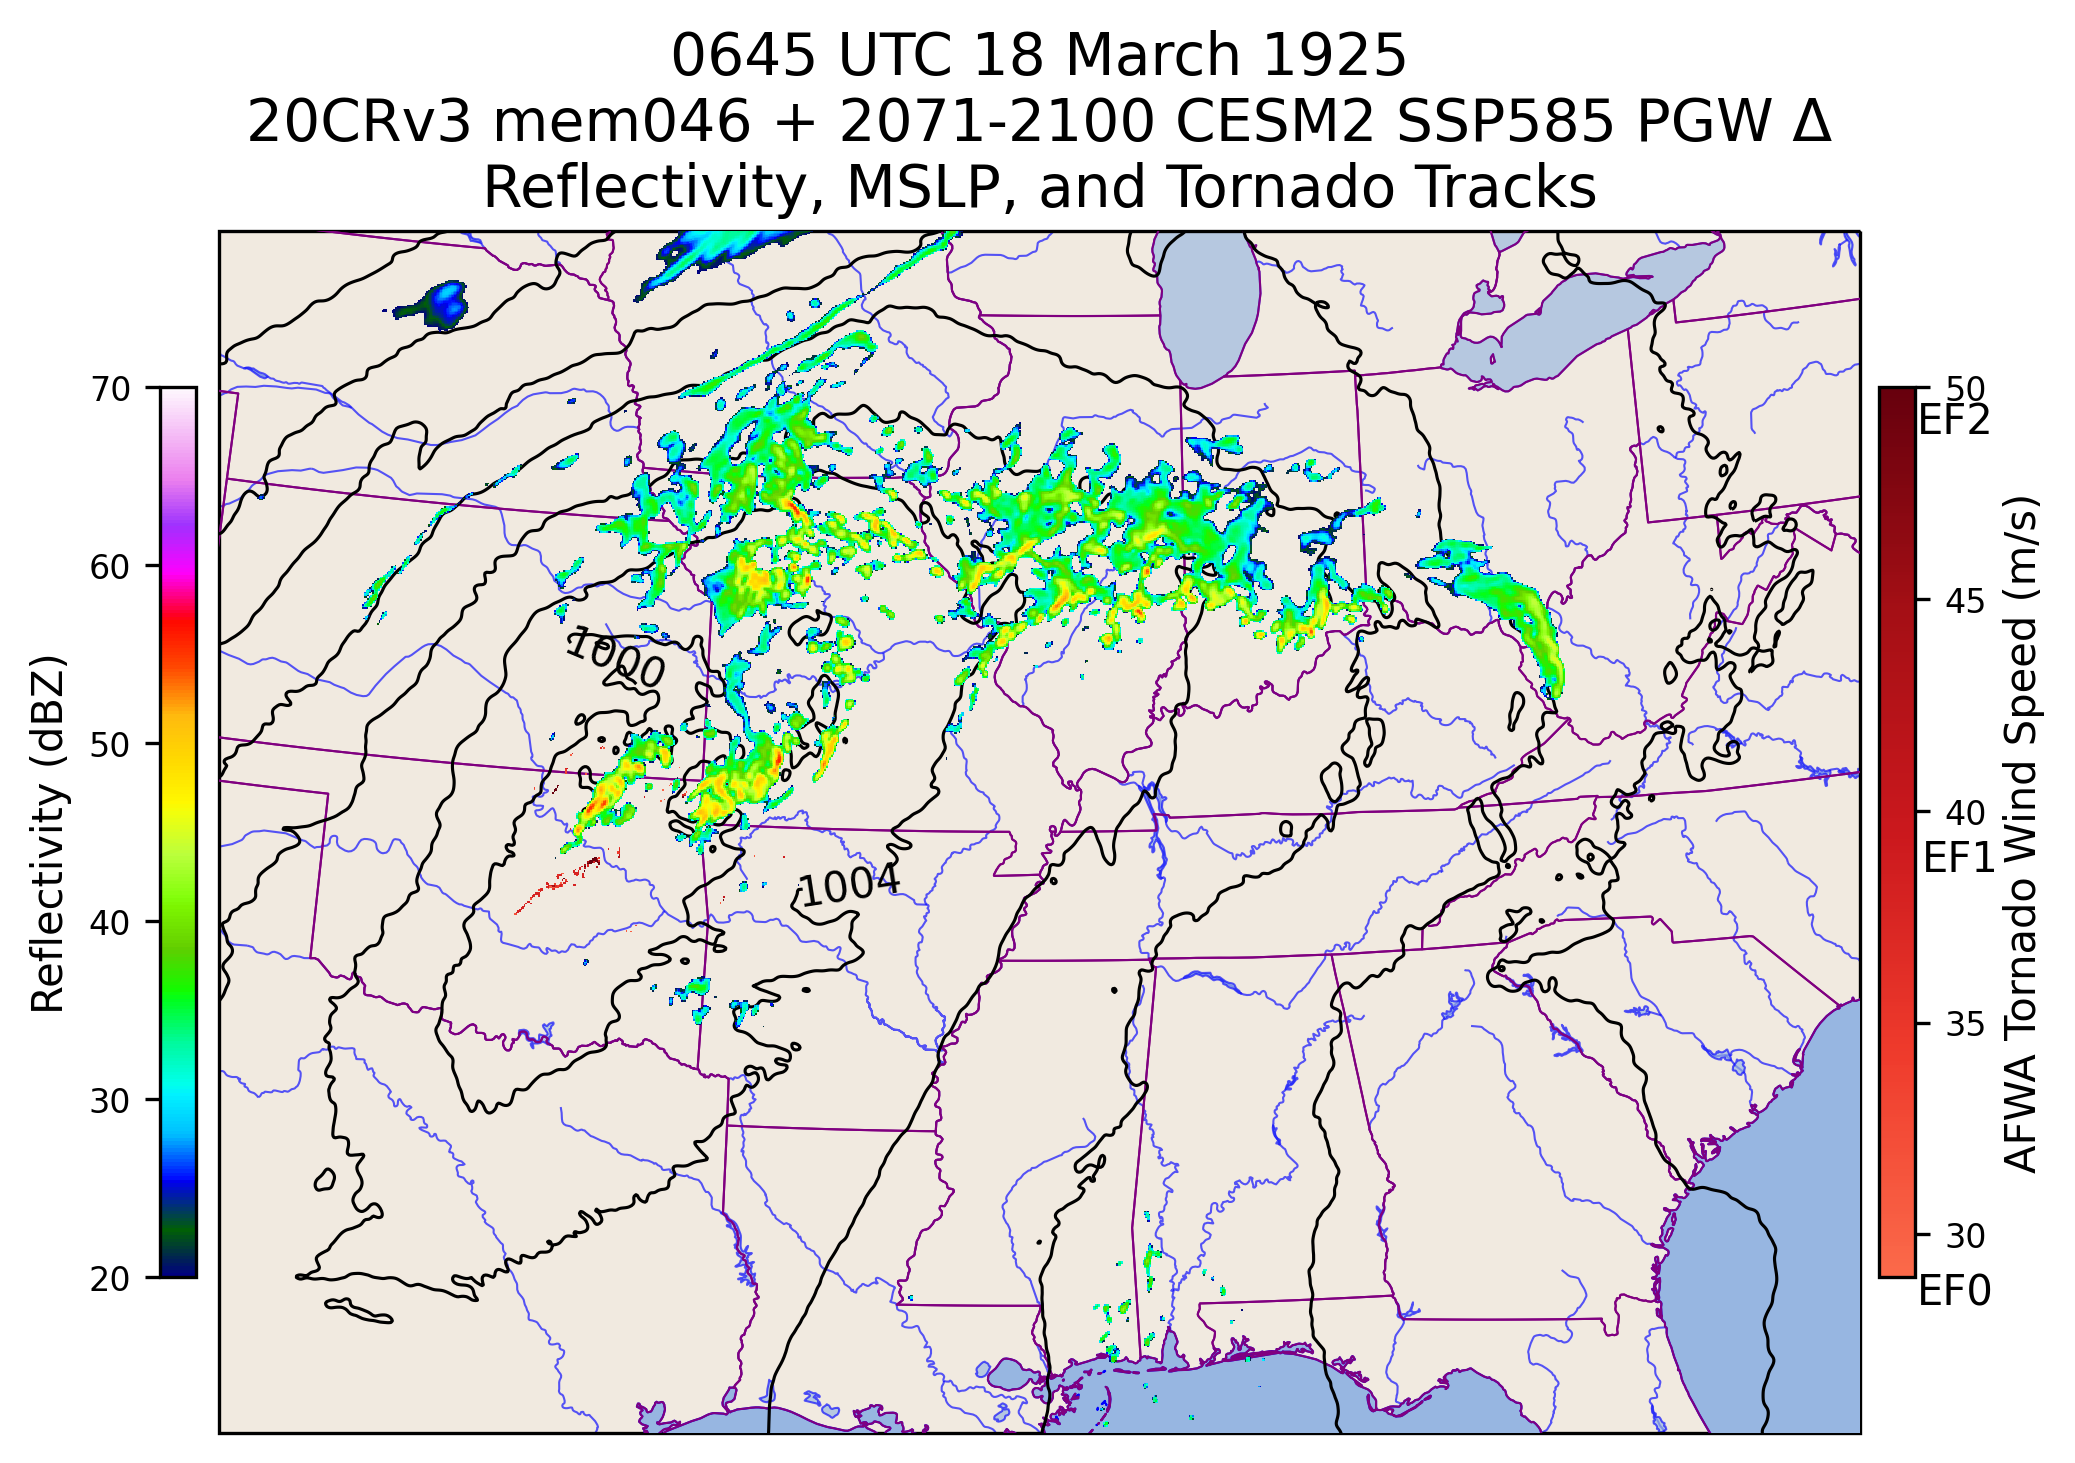 0645 UTC 18 March 1925
20CRv3 mem046 + 2071-2100 CESM2 SSP585 PGW Δ
Reflectivity, MSLP, and Tornado Tracks
70
60
50
40
30
20
Reflectivity (dBZ)
1000
1004
50
EF2
45
40
EF1
35
30
EF0
AFWA Tornado Wind Speed (m/s)